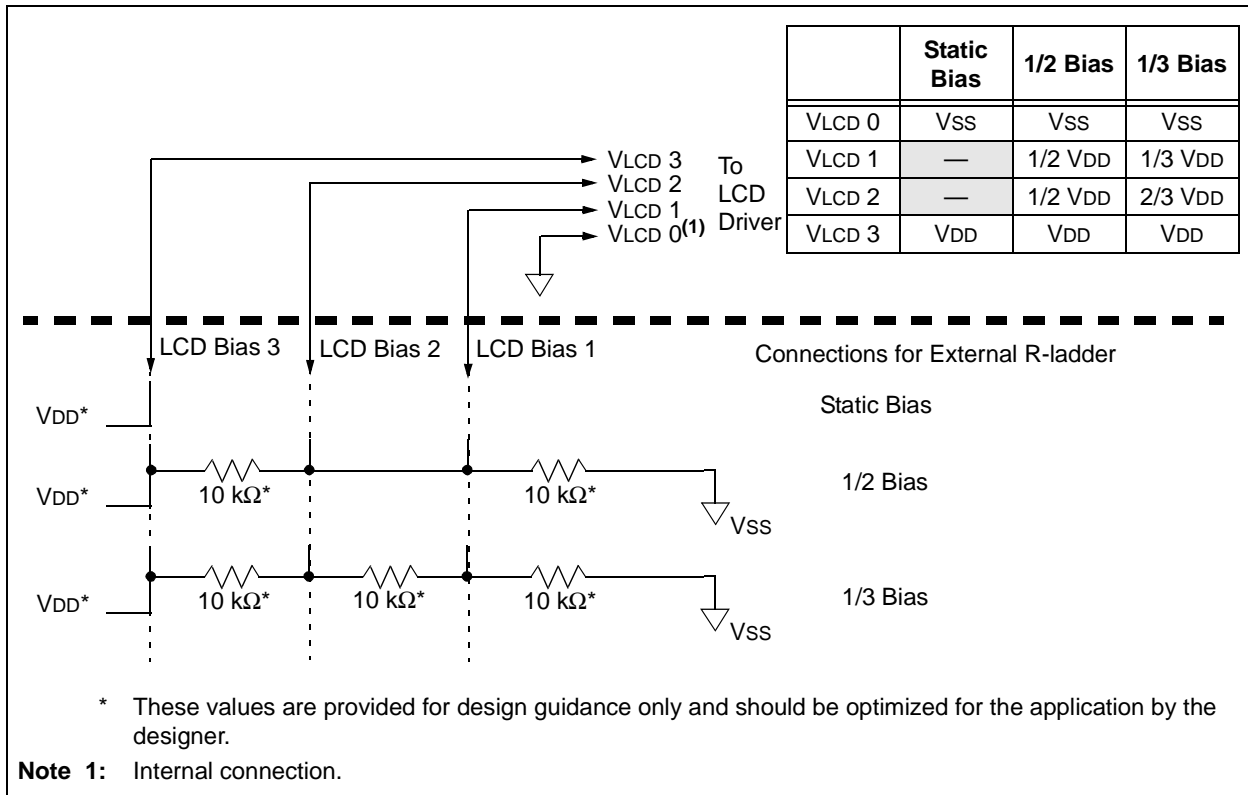 Static Bias 1/2 Bias 1/3 Bias
VLCD 0 VSS VSS VSS
VLCD 1 — 1/2 VDD 1/3 VDD
VLCD 2 — 1/2 VDD 2/3 VDD
VLCD 3 VDD VDD VDD
VLCD 3
VLCD 2
VLCD 1
VLCD 0(1)
To
LCD
Driver
LCD Bias 3 LCD Bias 2 LCD Bias 1 Connections for External R-ladder
VDD* Static Bias
VDD* 10 kΩ* 10 kΩ* VSS 1/2 Bias
VDD* 10 kΩ* 10 kΩ* 10 kΩ* VSS 1/3 Bias
* These values are provided for design guidance only and should be optimized for the application by the
designer.
Note 1: Internal connection.